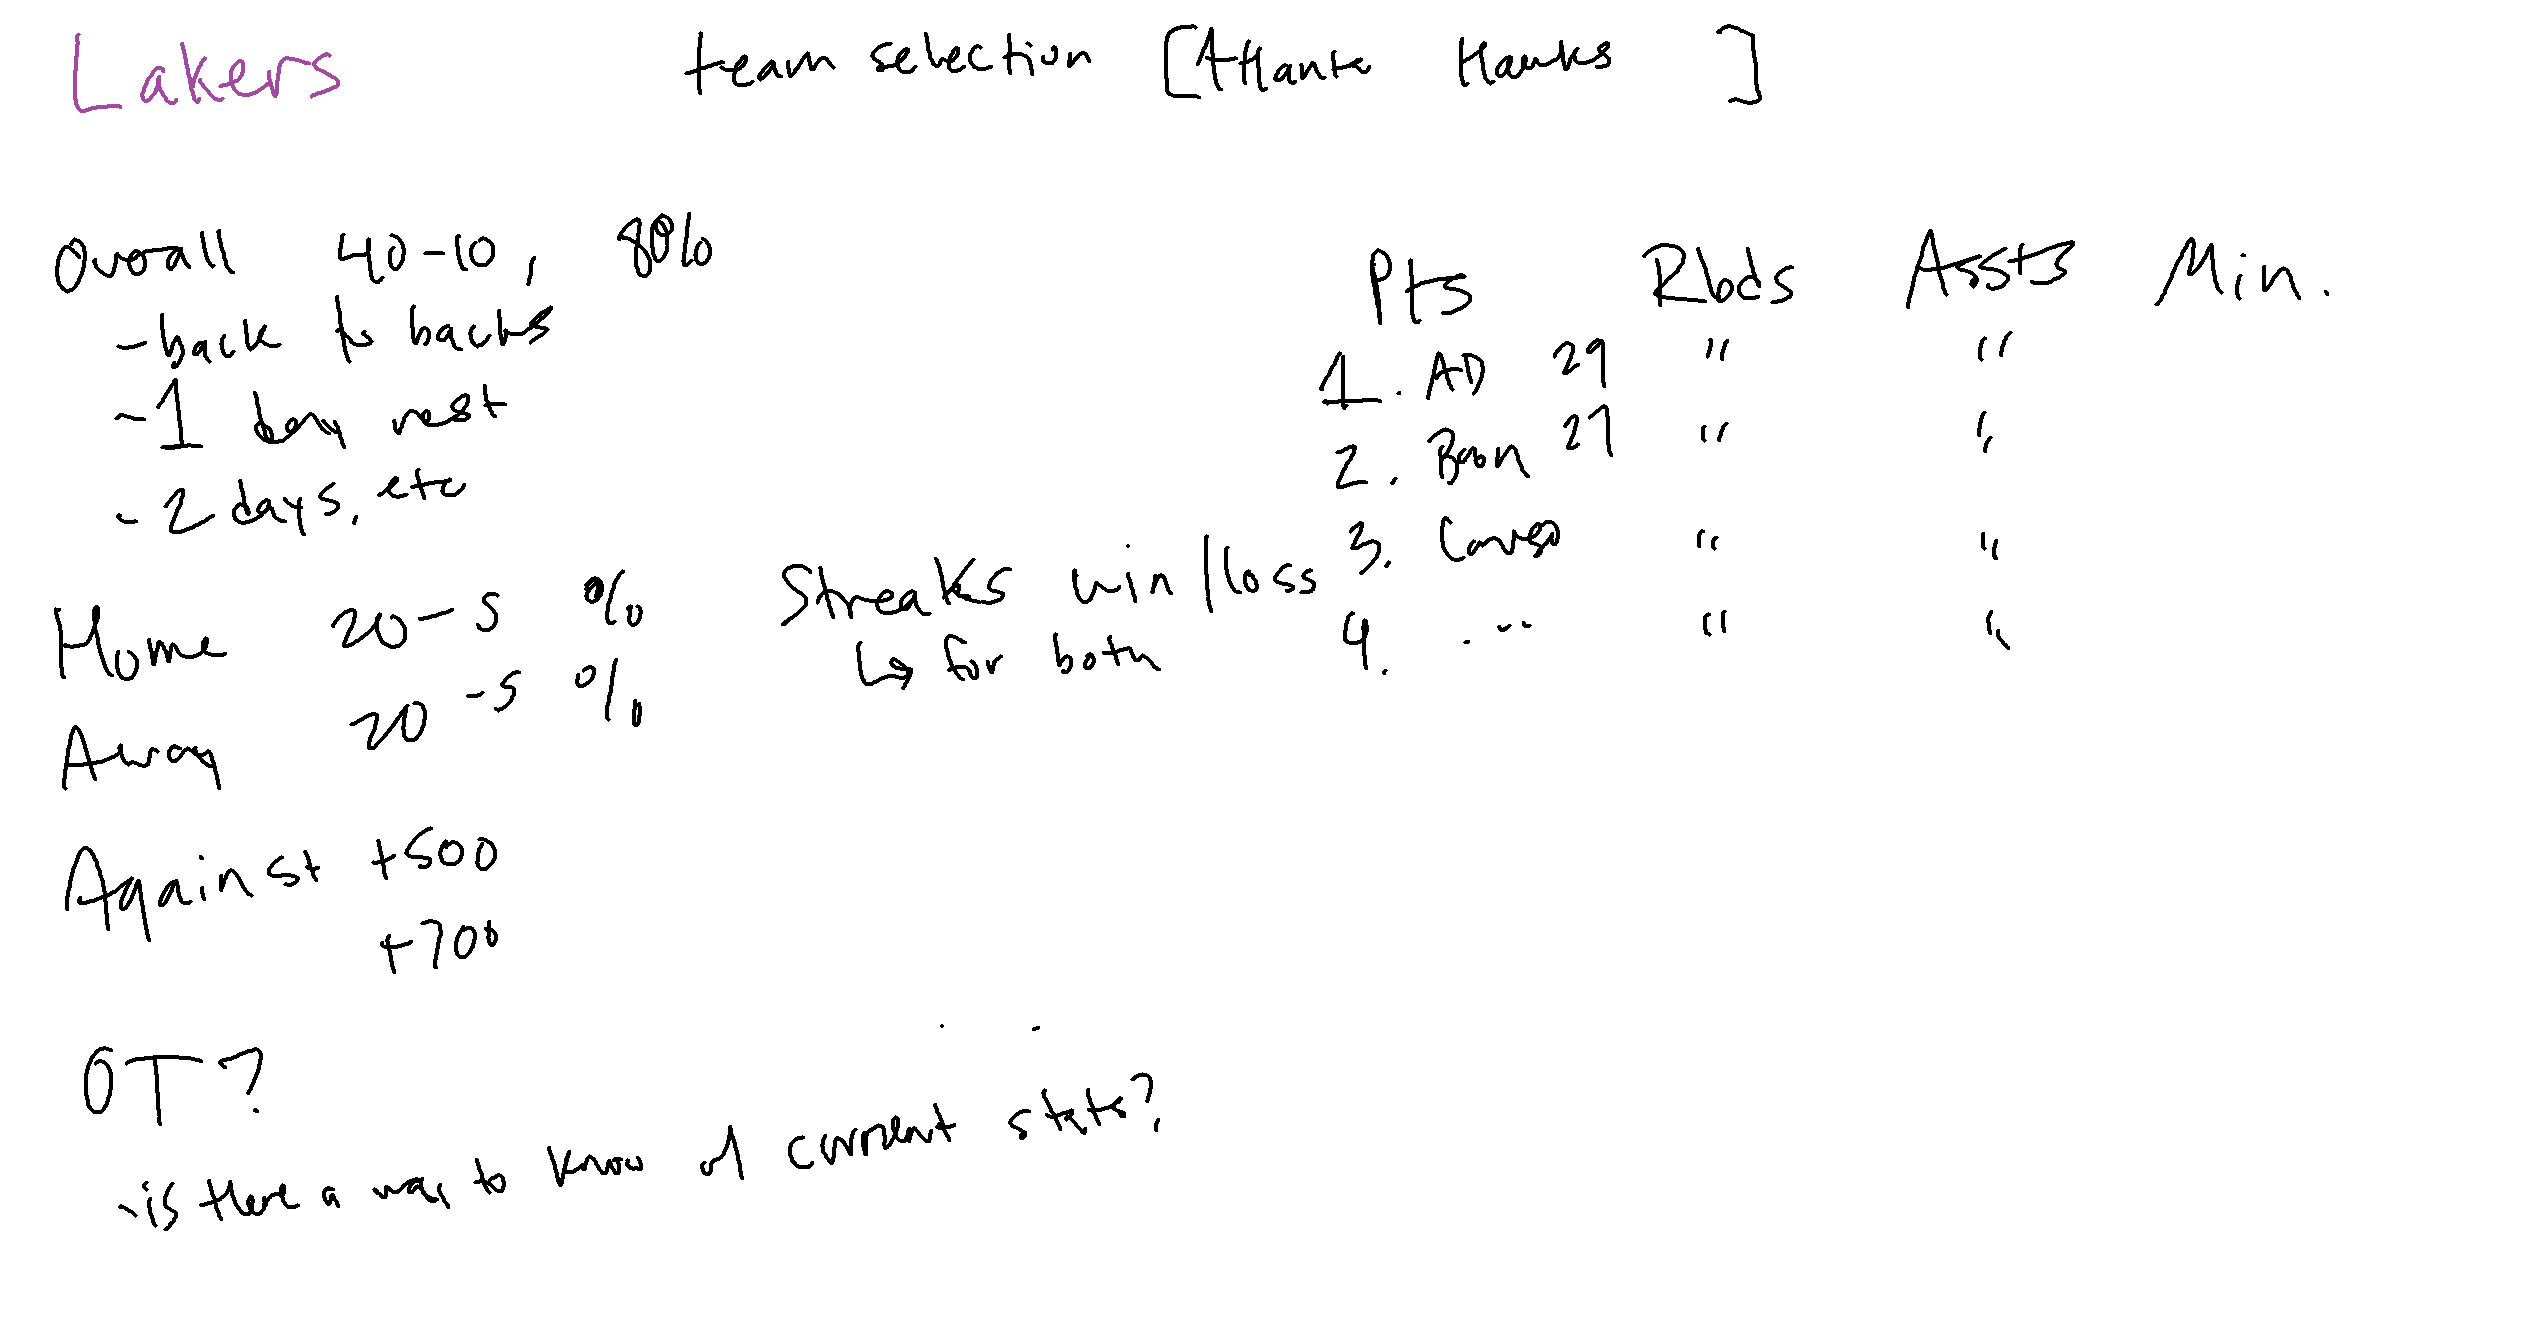 Lakers
team selection [Atlanta Hawks ]
Overall 40-10, 80%
-back to backs
-1 day rest
-2 days, etc
Home 20-5 %
Away 20-5 %
Against +500
+700
OT?
-is there a way to know of current state?
Streaks win/loss
↳ for both
Pts Rbds Assts Min.
1. AD 29 " "
2. Bron 27 " "
3. Caruso " "
4. ... " "